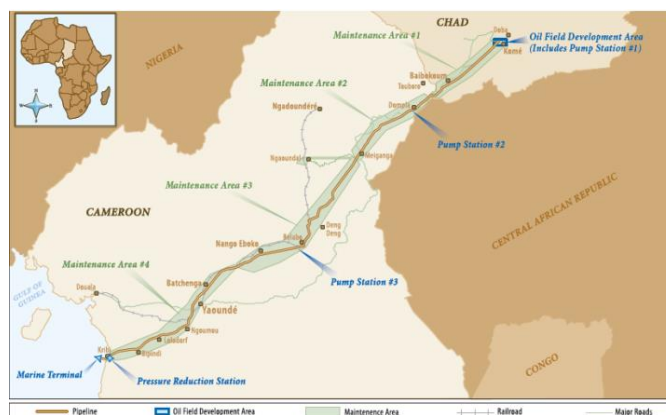 CHAD
Doba
Oil Field Development Area
(Includes Pump Station #1)
Komé
Maintenance Area #1
NIGERIA
Baibokoum
Touboro
Maintenance Area #2
Ngaoundéré
Dompla
Pump Station #2
Ngaoundal
Meiganga
Maintenance Area #3
CENTRAL AFRICAN REPUBLIC
CAMEROON
Deng
Deng
Belabo
Nanga Eboko
Maintenance Area #4
Pump Station #3
Batchenga
GULF OF
GUINEA
Douala
Yaoundé
Ngoumou
Lolodorf
Kribi
Bipindi
Marine Terminal
Pressure Reduction Station
CONGO
Pipeline
Oil Field Development Area
Maintenance Area
Railroad
Major Roads